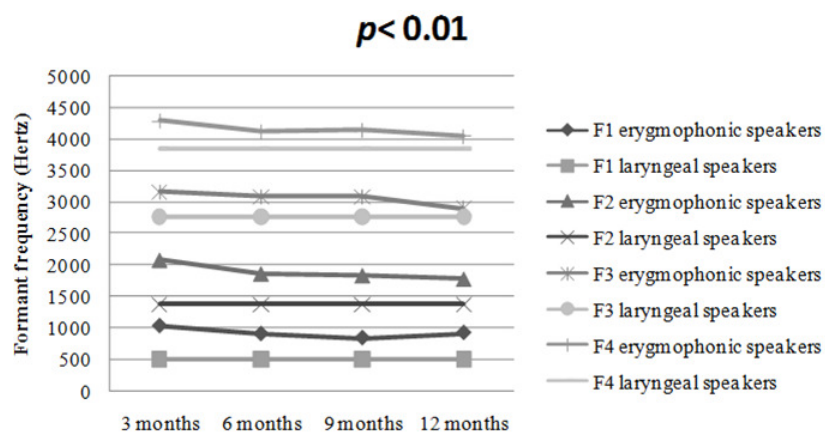 p< 0.01
5000
4500
4000
3500
3000
2500
2000
1500
1000
500
0
Formant frequency (Hertz)
3 months 6 months 9 months 12 months
F1 erygmophonic speakers
F1 laryngeal speakers
F2 erygmophonic speakers
F2 laryngeal speakers
F3 erygmophonic speakers
F3 laryngeal speakers
F4 erygmophonic speakers
F4 laryngeal speakers